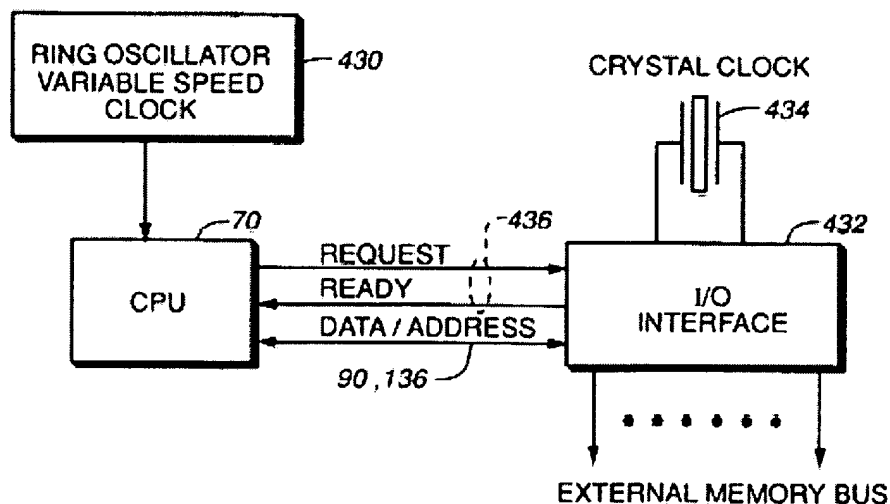 RING OSCILLATOR
VARIABLE SPEED
CLOCK
430
CRYSTAL CLOCK
434
70
436
432
REQUEST
CPU
READY
I/O
INTERFACE
DATA / ADDRESS
90, 136
EXTERNAL MEMORY BUS